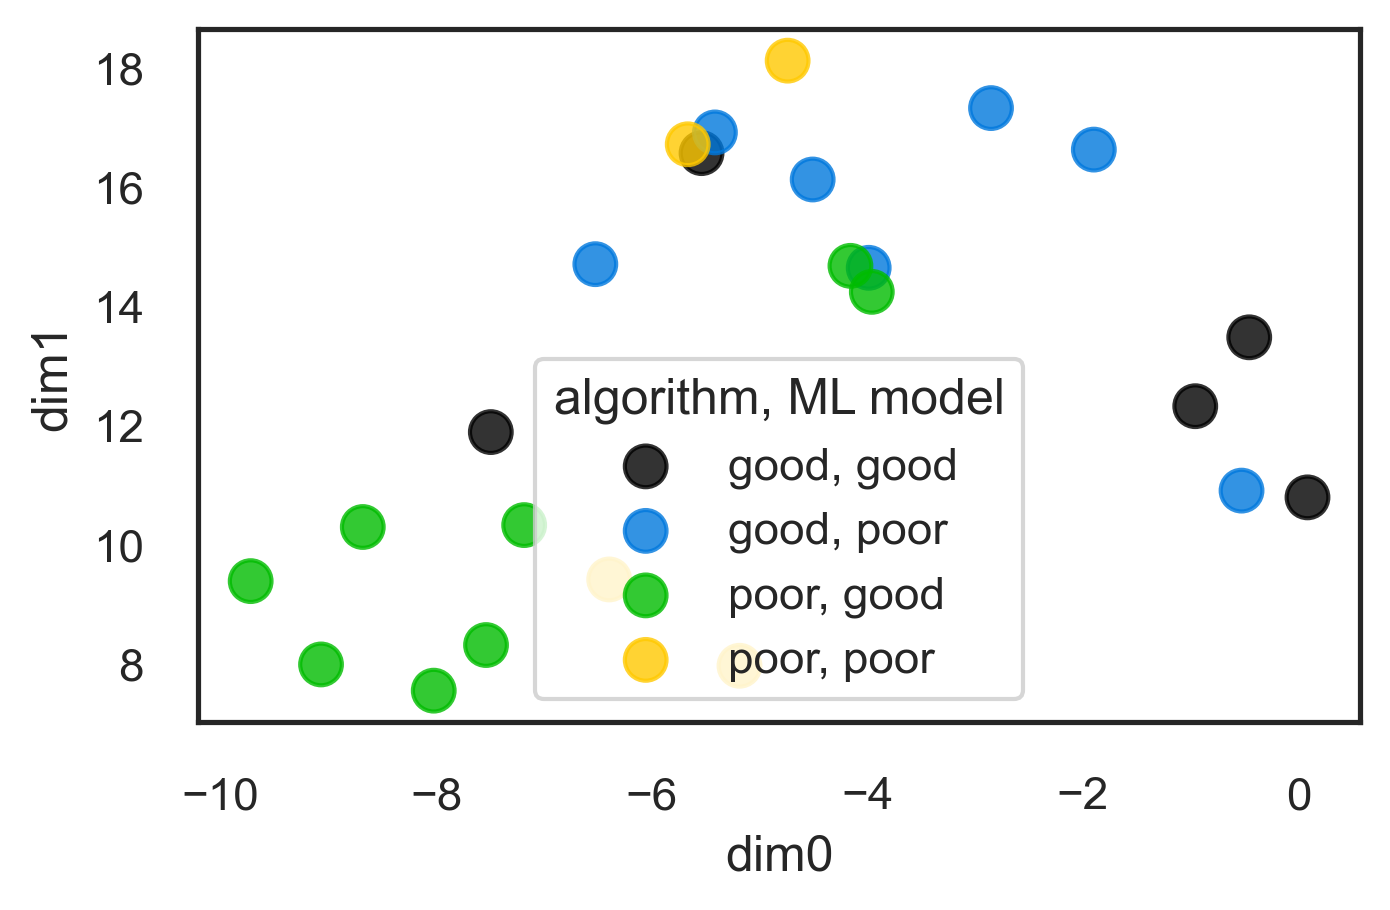 18
16
14
12
10
8
dim1
algorithm, ML model
good, good
good, poor
poor, good
poor, poor
−10 −8 −6 −4 −2 0
dim0